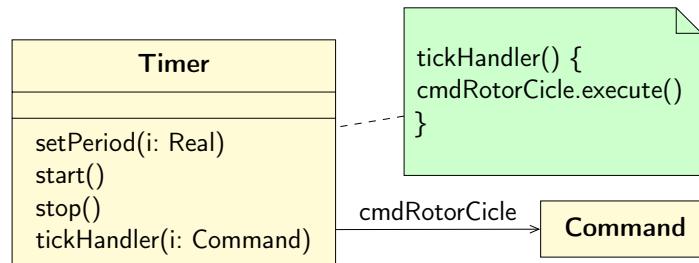 Timer
setPeriod(i: Real)
start()
stop()
tickHandler(i: Command)
tickHandler() {
cmdRotorCicle.execute()
}
cmdRotorCicle
Command